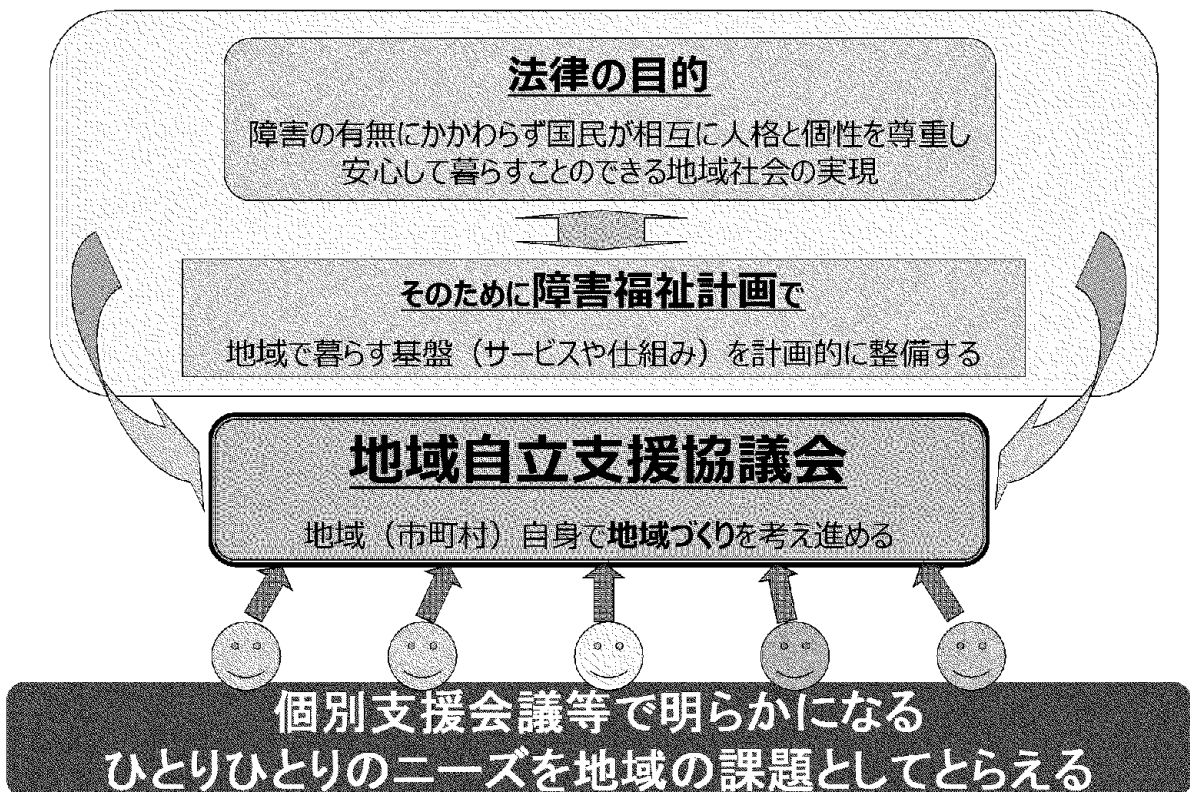 法律の目的
障害の有無にかかわらず国民が相互に人格と個性を尊重し
安心して暮らすことのできる地域社会の実現
そのために障害福祉計画で
地域で暮らす基盤（サービスや仕組み）を計画的に整備する
地域自立支援協議会
地域（市町村）自身で地域づくりを考え進める
個別支援会議等で明らかになる
ひとりひとりのニーズを地域の課題としてとらえる